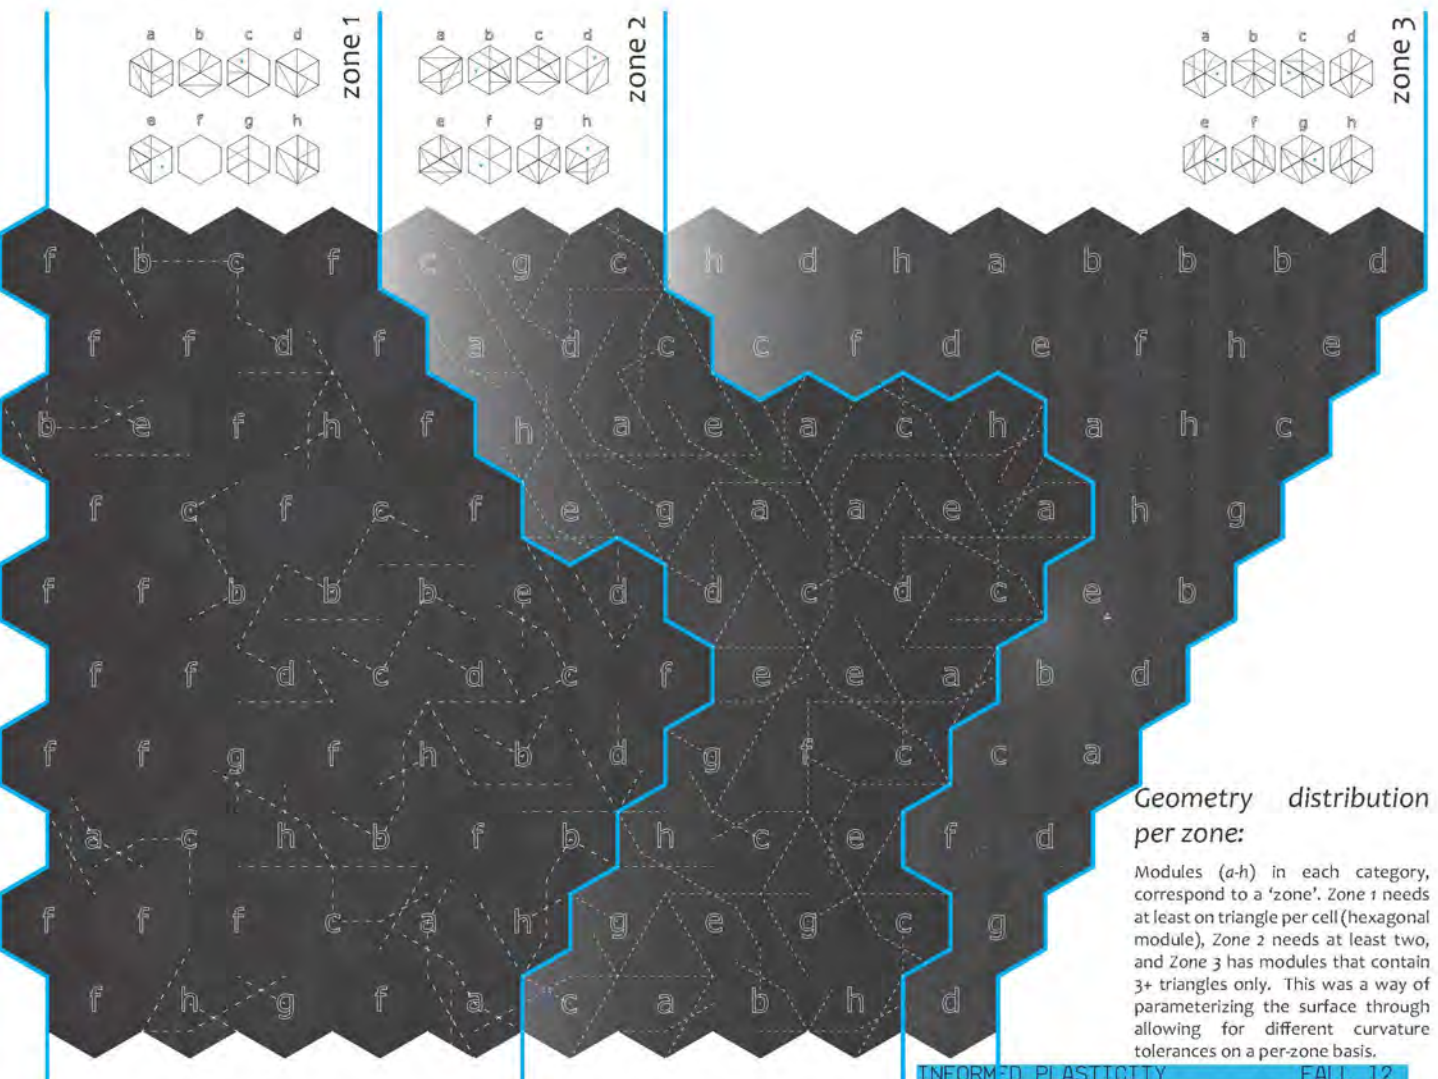 a b c d
zone 1
e f g h
a b c d
zone 2
e f g h
a b c d
zone 3
e f g h
f b c f c g c h d h a b b b d
f f d f a d c c f d e f h e
b e f h f h a e a c h a h c
f c f c f e g a a e a h g
f f b b b e d d c d c e b
f f d c d c f e e a b d
f f g f h b d g f c c a
a c h b f b h c e f d
f f f c a h g e g c g
f h g f a c a b h d
Geometry distribution
per zone:
Modules (a-h) in each category,
correspond to a ‘zone’. Zone 1 needs
at least on triangle per cell (hexagonal
module), Zone 2 needs at least two,
and Zone 3 has modules that contain
3+ triangles only. This was a way of
parameterizing the surface through
allowing for different curvature
tolerances on a per-zone basis.
INFORMED PLASTICITY FALL 12